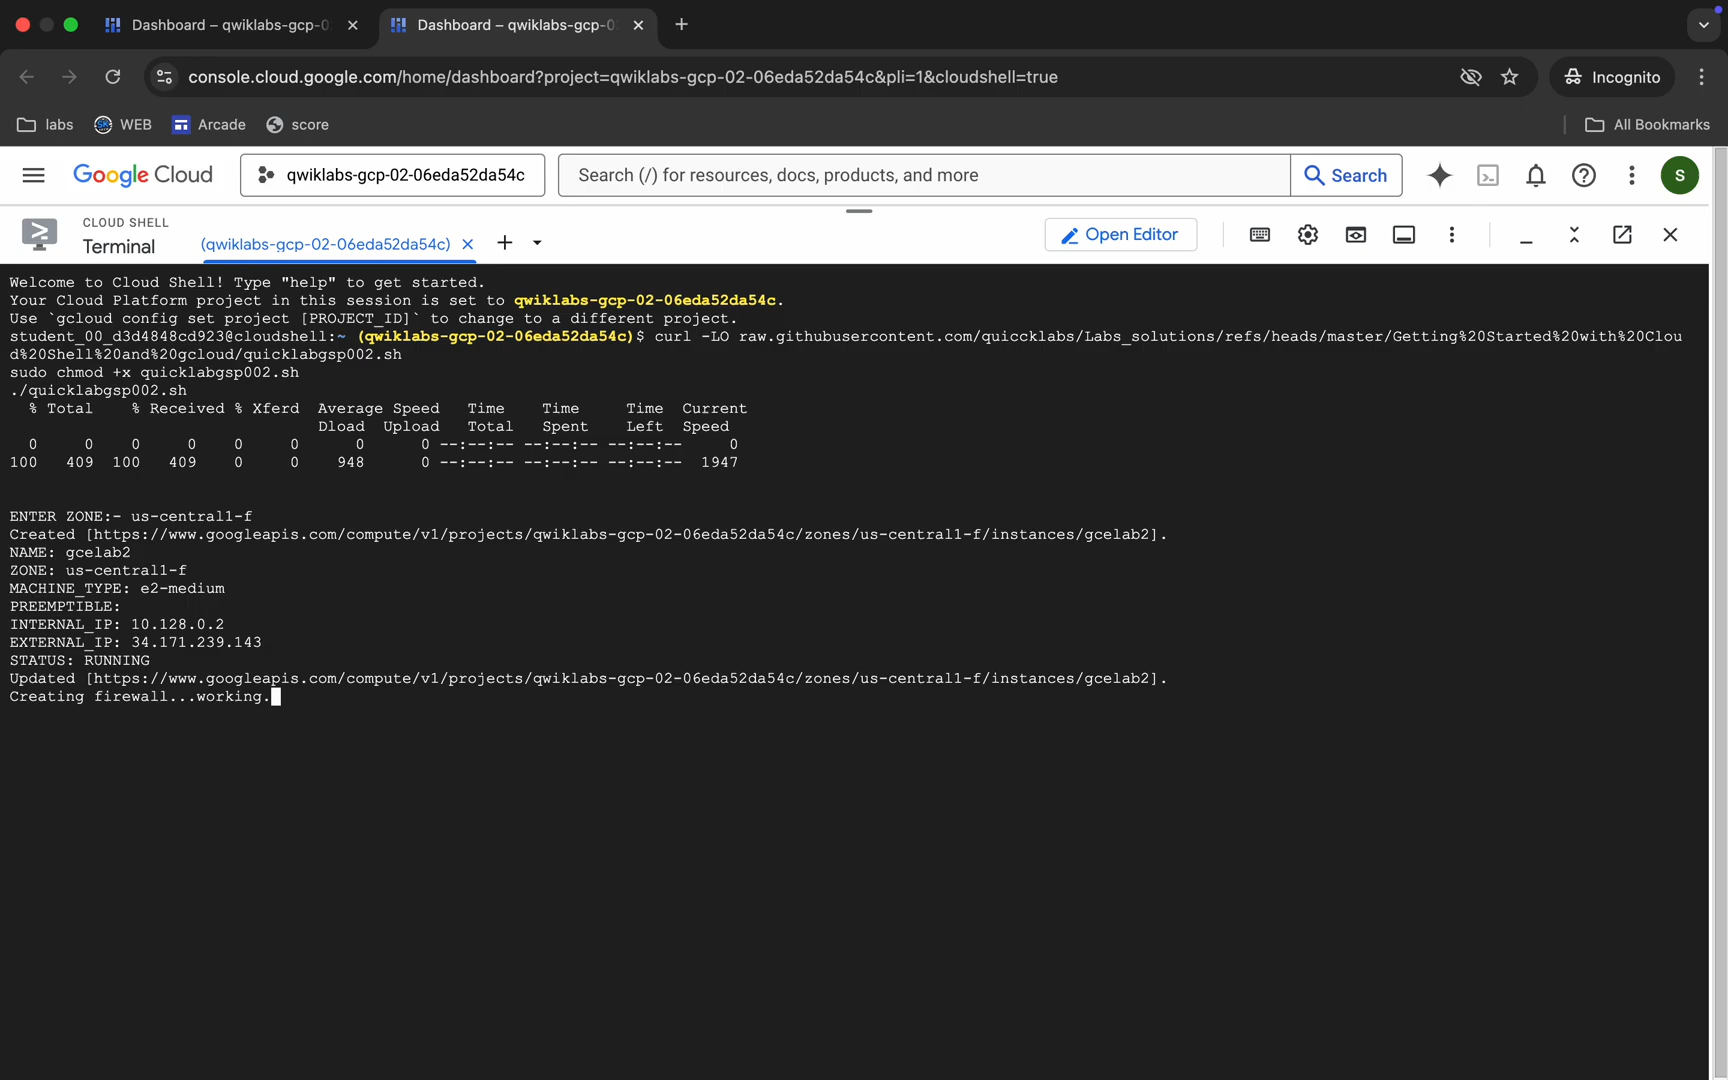 Dashboard – qwiklabs-gcp-0
Dashboard – qwiklabs-gcp-0
console.cloud.google.com/home/dashboard?project=qwiklabs-gcp-02-06eda52da54c&pli=1&cloudshell=true
Incognito
labs WEB Arcade score All Bookmarks
Google Cloud qwiklabs-gcp-02-06eda52da54c Search (/) for resources, docs, products, and more Search S
CLOUD SHELL
Terminal (qwiklabs-gcp-02-06eda52da54c) Open Editor
Welcome to Cloud Shell! Type "help" to get started.
Your Cloud Platform project in this session is set to qwiklabs-gcp-02-06eda52da54c.
Use `gcloud config set project [PROJECT_ID]` to change to a different project.
student_00_d3d4848cd923@cloudshell:~ (qwiklabs-gcp-02-06eda52da54c)$ curl -LO raw.githubusercontent.com/quiccklabs/Labs_solutions/refs/heads/master/Getting%20Started%20with%20Clou
d%20Shell%20and%20gcloud/quicklabgsp002.sh
sudo chmod +x quicklabgsp002.sh
./quicklabgsp002.sh
% Total % Received % Xferd Average Speed Time Time Time Current
Dload Upload Total Spent Left Speed
0 0 0 0 0 0 0 0 --:--:-- --:--:-- --:--:-- 0
100 409 100 409 0 0 948 0 --:--:-- --:--:-- --:--:-- 1947
ENTER ZONE:- us-central1-f
Created [https://www.googleapis.com/compute/v1/projects/qwiklabs-gcp-02-06eda52da54c/zones/us-central1-f/instances/gcelab2].
NAME: gcelab2
ZONE: us-central1-f
MACHINE_TYPE: e2-medium
PREEMPTIBLE:
INTERNAL_IP: 10.128.0.2
EXTERNAL_IP: 34.171.239.143
STATUS: RUNNING
Updated [https://www.googleapis.com/compute/v1/projects/qwiklabs-gcp-02-06eda52da54c/zones/us-central1-f/instances/gcelab2].
Creating firewall...working.